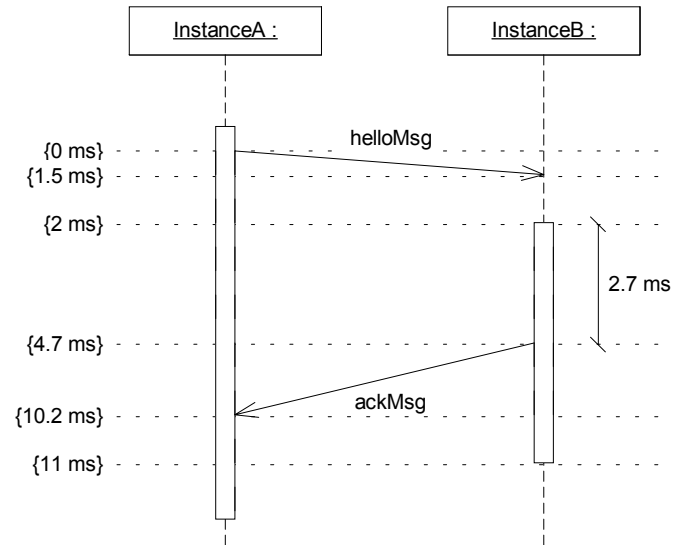 InstanceA :
InstanceB :
helloMsg
{0 ms}
{1.5 ms}
{2 ms}
2.7 ms
{4.7 ms}
ackMsg
{10.2 ms}
{11 ms}